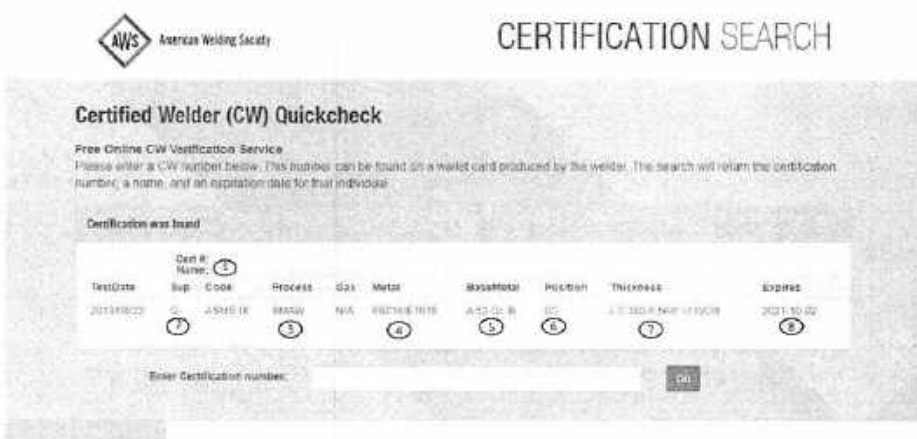 AWS American Welding Society
CERTIFICATION SEARCH
Certified Welder (CW) Quickcheck
Free Online CW Verification Service
Please enter a CW number below. This number can be found on a wallet card produced by the welder. The search will return the certification
number, a name, and an expiration date for that individual.
Certification was found
Cert #:
Name: 1
TestDate Sup Code Process Gas Metal BaseMetal Position Thickness Expires
ASME IX SMAW N/A 2021-10-02
2 3 4 5 6 7 8
Enter Certification number: Go